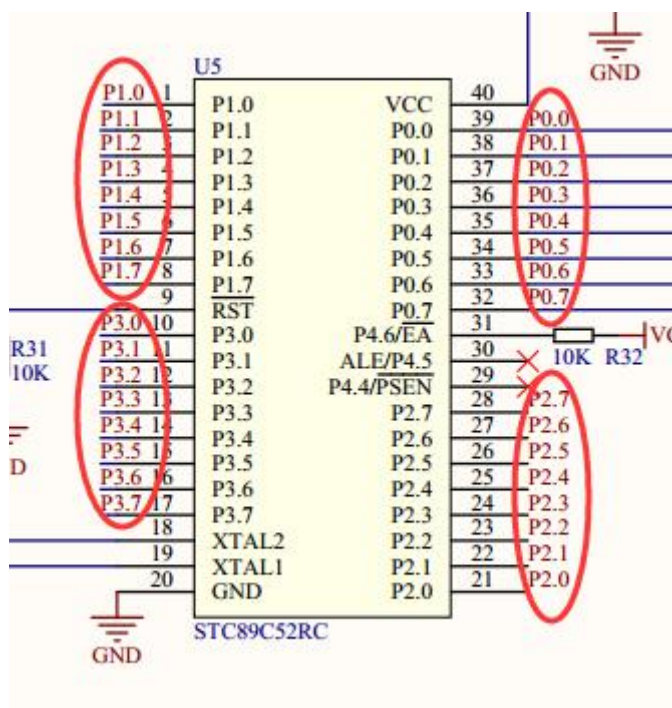 GND
U5
P1.0 1 P1.0 VCC 40
P1.1 2 P1.1 P0.0 39 P0.0
P1.2 3 P1.2 P0.1 38 P0.1
P1.3 4 P1.3 P0.2 37 P0.2
P1.4 5 P1.4 P0.3 36 P0.3
P1.5 6 P1.5 P0.4 35 P0.4
P1.6 7 P1.6 P0.5 34 P0.5
P1.7 8 P1.7 P0.6 33 P0.6
9 RST P0.7 32 P0.7
P3.0 10 P3.0 P4.6/EA 31
R31 P3.1 11 P3.1 ALE/P4.5 30 10K R32
10K P3.2 12 P3.2 P4.4/PSEN 29
P3.3 13 P3.3 P2.7 28 P2.7
P3.4 14 P3.4 P2.6 27 P2.6
P3.5 15 P3.5 P2.5 26 P2.5
P3.6 16 P3.6 P2.4 25 P2.4
P3.7 17 P3.7 P2.3 24 P2.3
18 XTAL2 P2.2 23 P2.2
19 XTAL1 P2.1 22 P2.1
20 GND P2.0 21 P2.0
STC89C52RC
GND